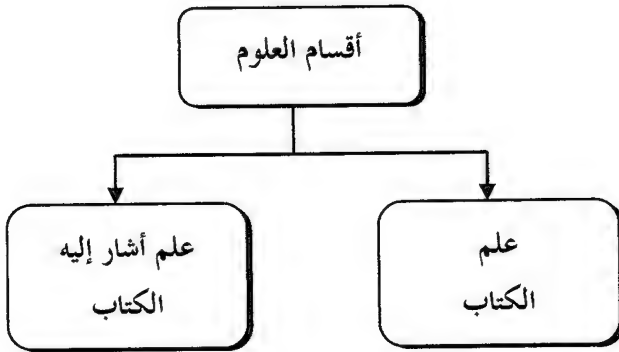 أقسام العلوم
علم
الكتاب
علم أشار إليه
الكتاب